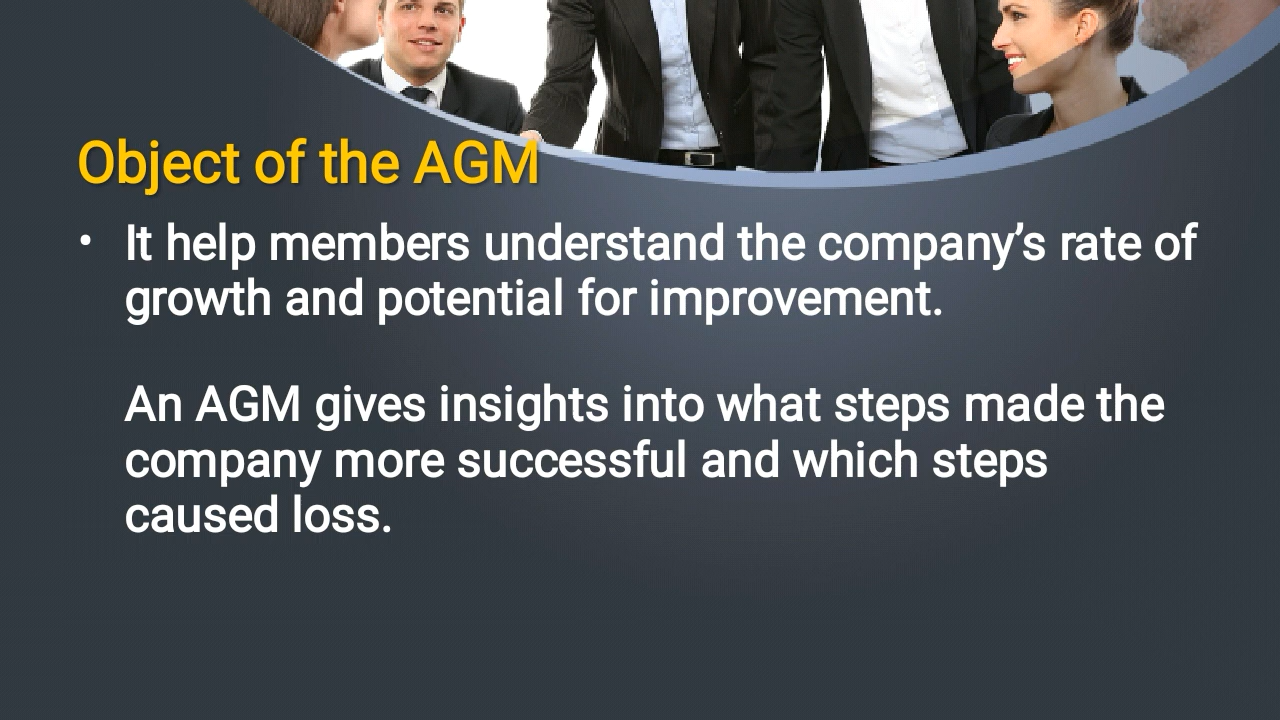 Object of the AGM
• It help members understand the company’s rate of
growth and potential for improvement.
An AGM gives insights into what steps made the
company more successful and which steps
caused loss.